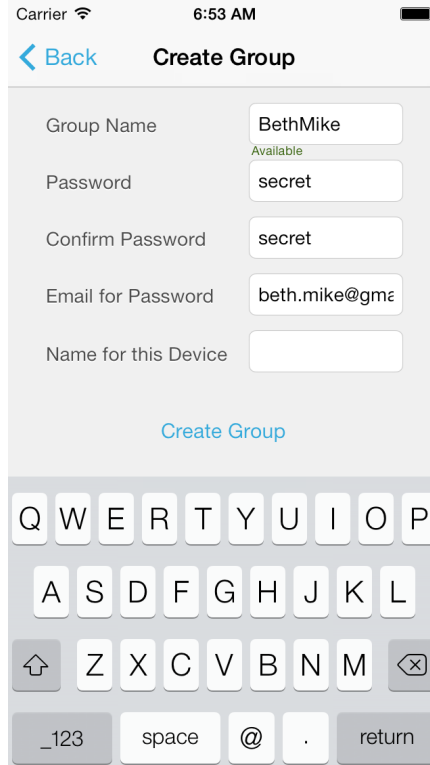 Carrier 6:53 AM
Back Create Group
Group Name BethMike
Available
Password secret
Confirm Password secret
Email for Password beth.mike@gma
Name for this Device
Create Group
Q W E R T Y U I O P
A S D F G H J K L
Z X C V B N M
_123 space @ . return